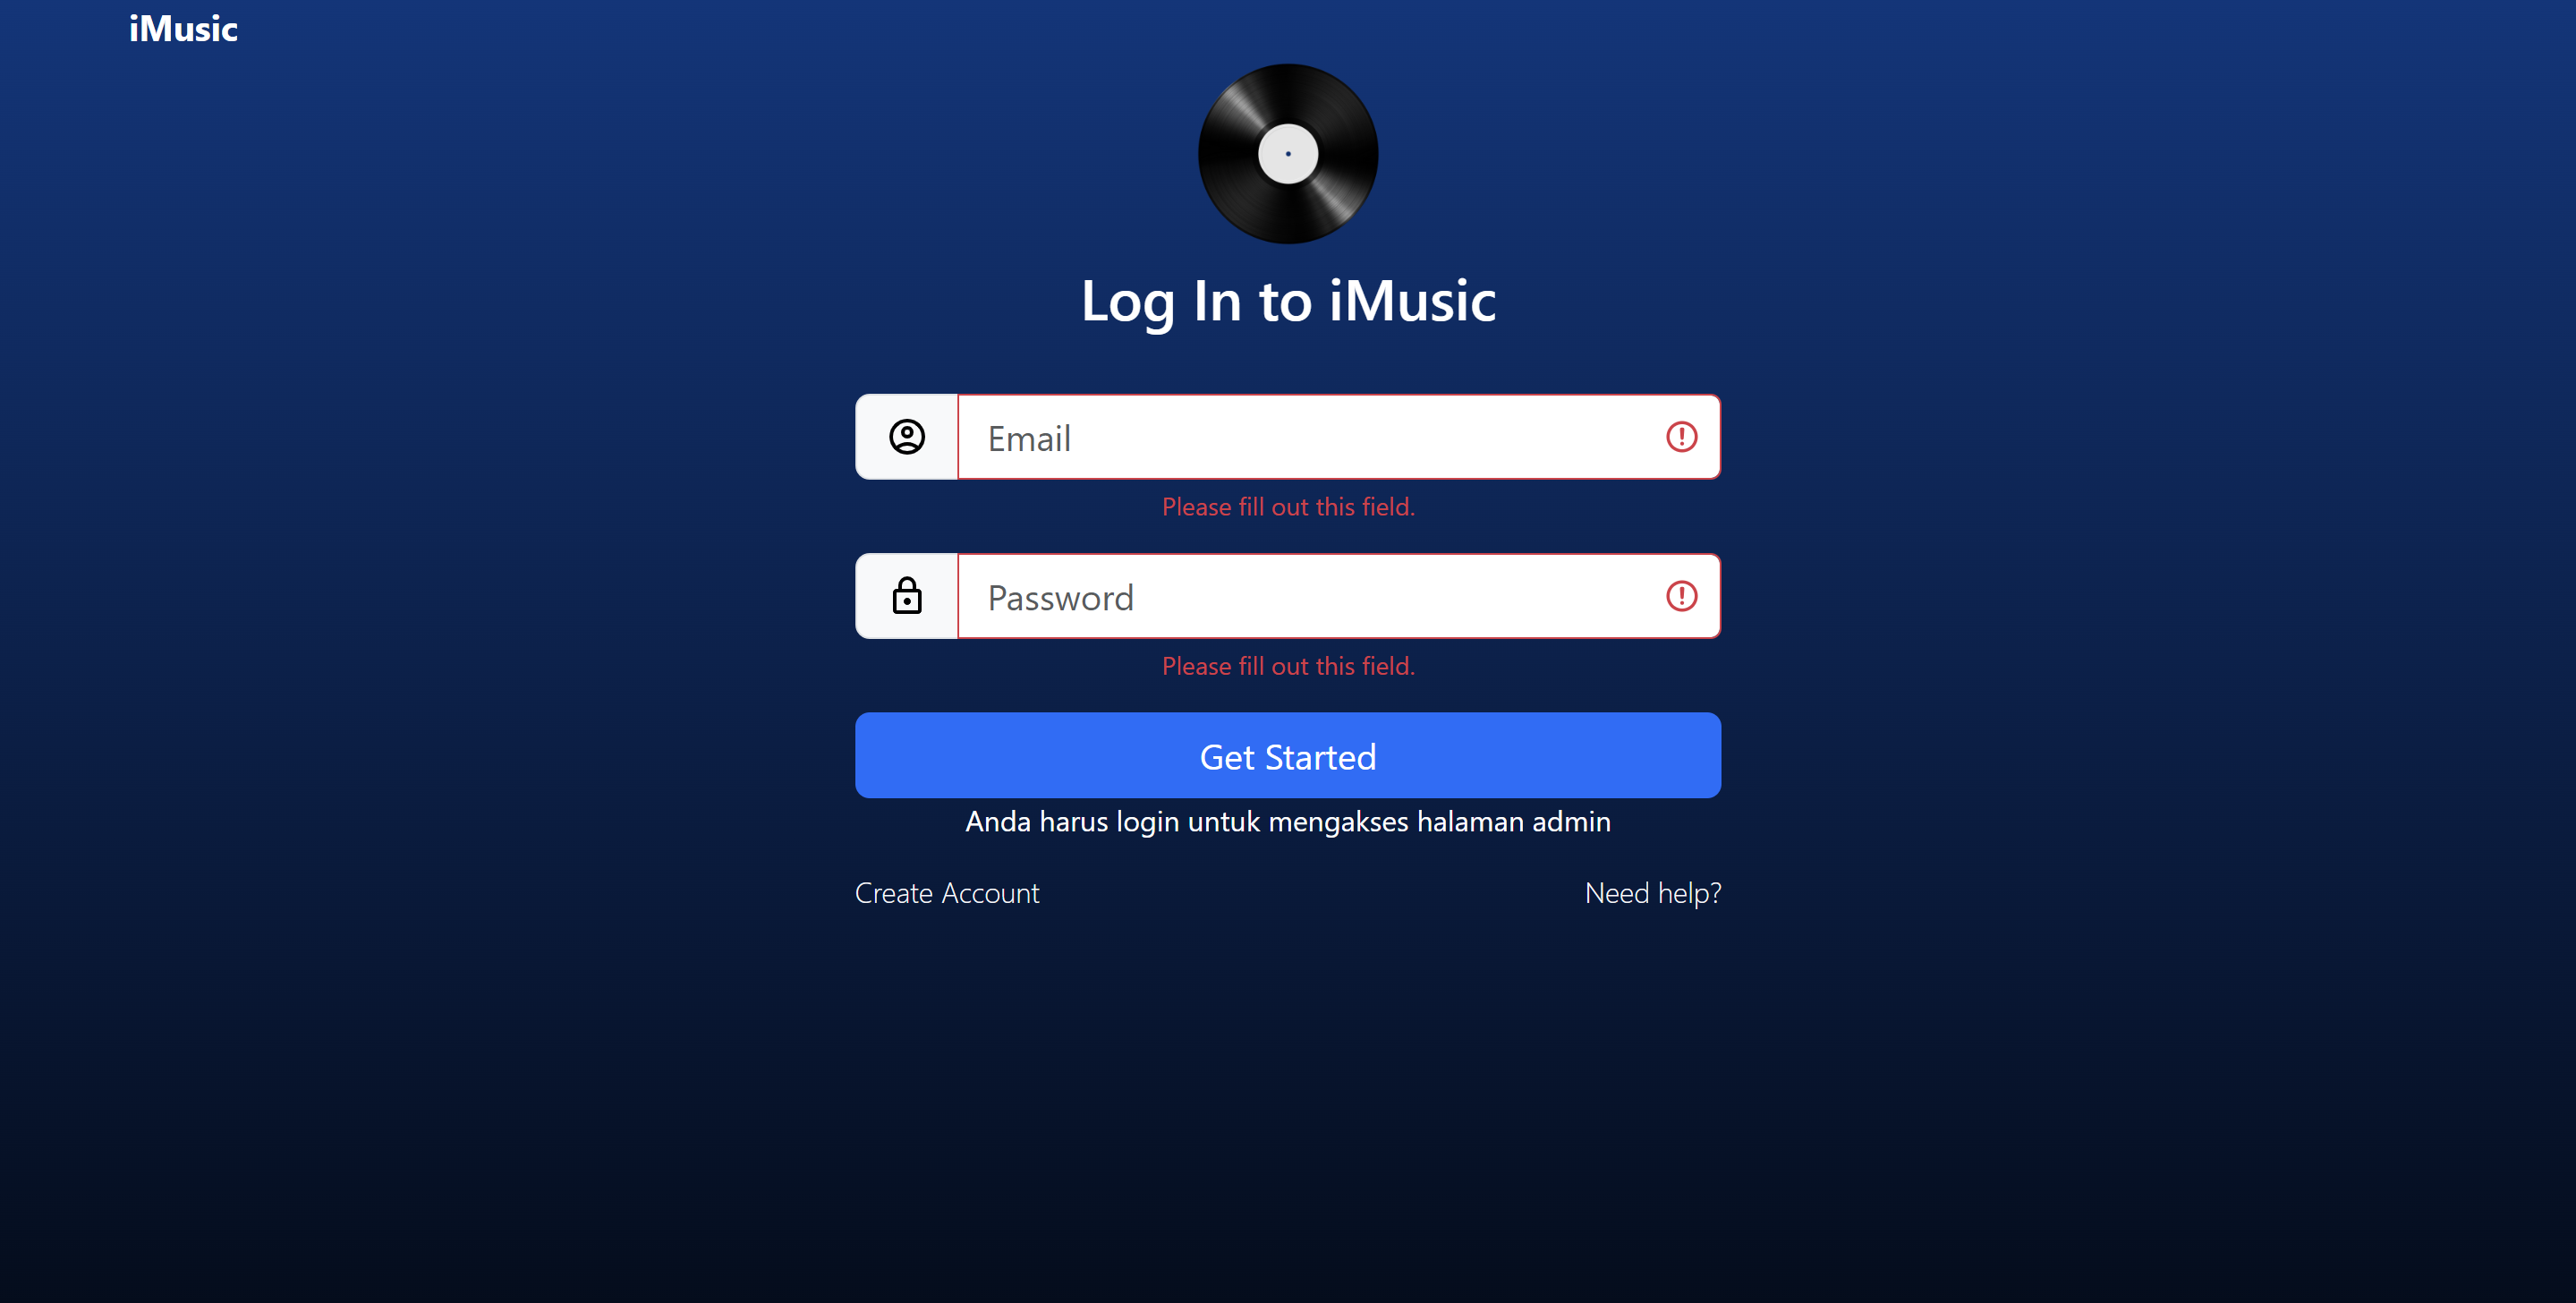 iMusic
Log In to iMusic
Email
Please fill out this field.
Password
Please fill out this field.
Get Started
Anda harus login untuk mengakses halaman admin
Create Account
Need help?